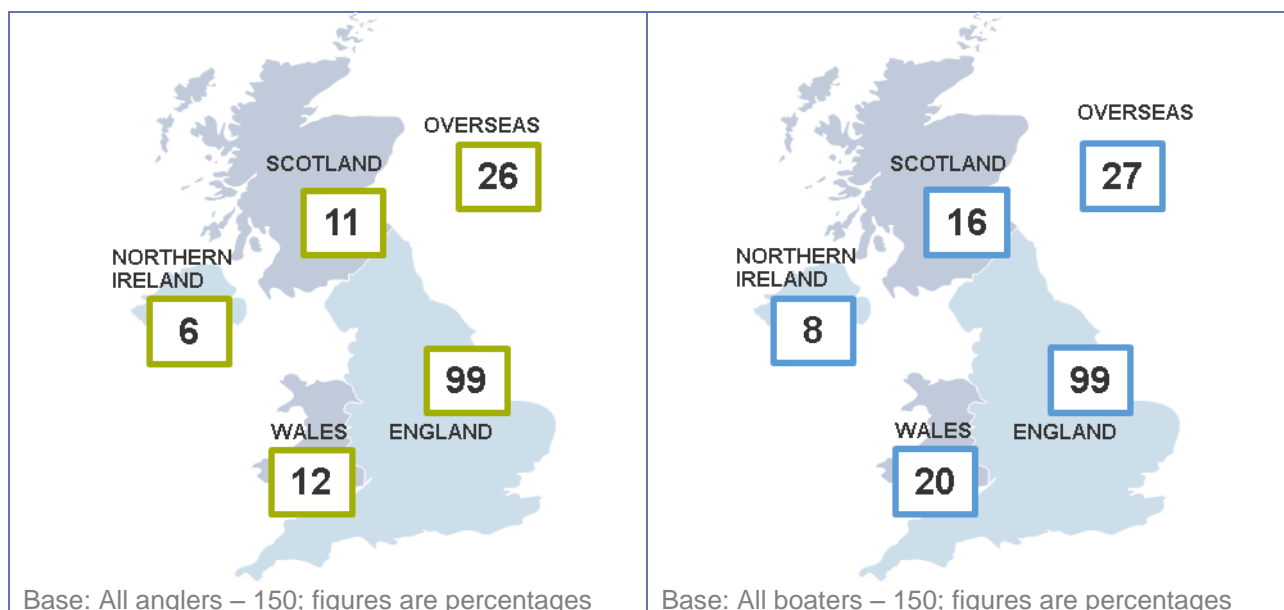 OVERSEAS
26
SCOTLAND
11
NORTHERN
IRELAND
6
99
WALES
ENGLAND
12
Base: All anglers – 150; figures are percentages
OVERSEAS
27
SCOTLAND
16
NORTHERN
IRELAND
8
99
WALES
ENGLAND
20
Base: All boaters – 150; figures are percentages